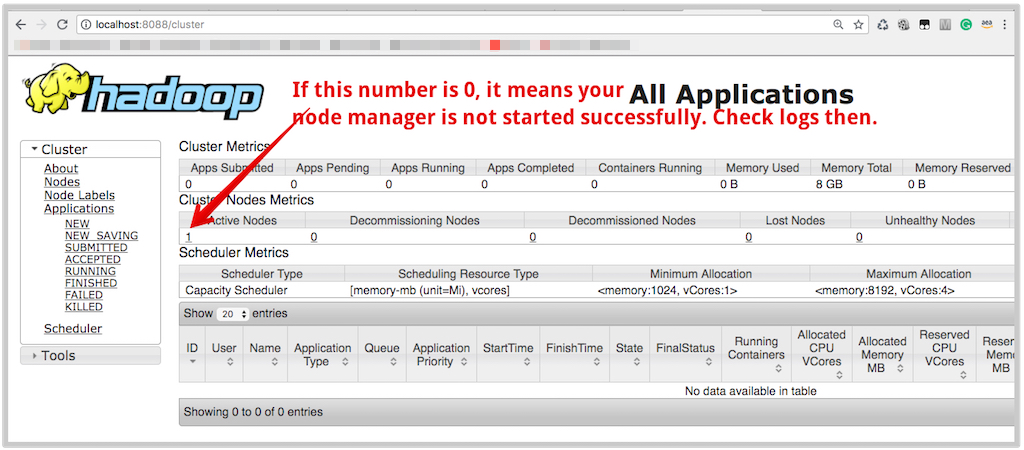 localhost:8088/cluster
hadoop
If this number is 0, it means your
node manager is not started successfully. Check logs then.
All Applications
Cluster
About
Nodes
Node Labels
Applications
NEW
NEW_SAVING
SUBMITTED
ACCEPTED
RUNNING
FINISHED
FAILED
KILLED
Scheduler
Tools
Cluster Metrics
Apps Submitted Apps Pending Apps Running Apps Completed Containers Running Memory Used Memory Total Memory Reserved
0 0 0 0 0 0 B 8 GB 0 B
Cluster Nodes Metrics
Active Nodes Decommissioning Nodes Decommissioned Nodes Lost Nodes Unhealthy Nodes
1 0 0 0 0
Scheduler Metrics
Scheduler Type Scheduling Resource Type Minimum Allocation Maximum Allocation
Capacity Scheduler [memory-mb (unit=Mi), vcores] <memory:1024, vCores:1> <memory:8192, vCores:4>
Show 20 entries
ID User Name Application Type Queue Application Priority StartTime FinishTime State FinalStatus Running Containers Allocated CPU VCores Allocated Memory MB Reserved CPU VCores
No data available in table
Showing 0 to 0 of 0 entries